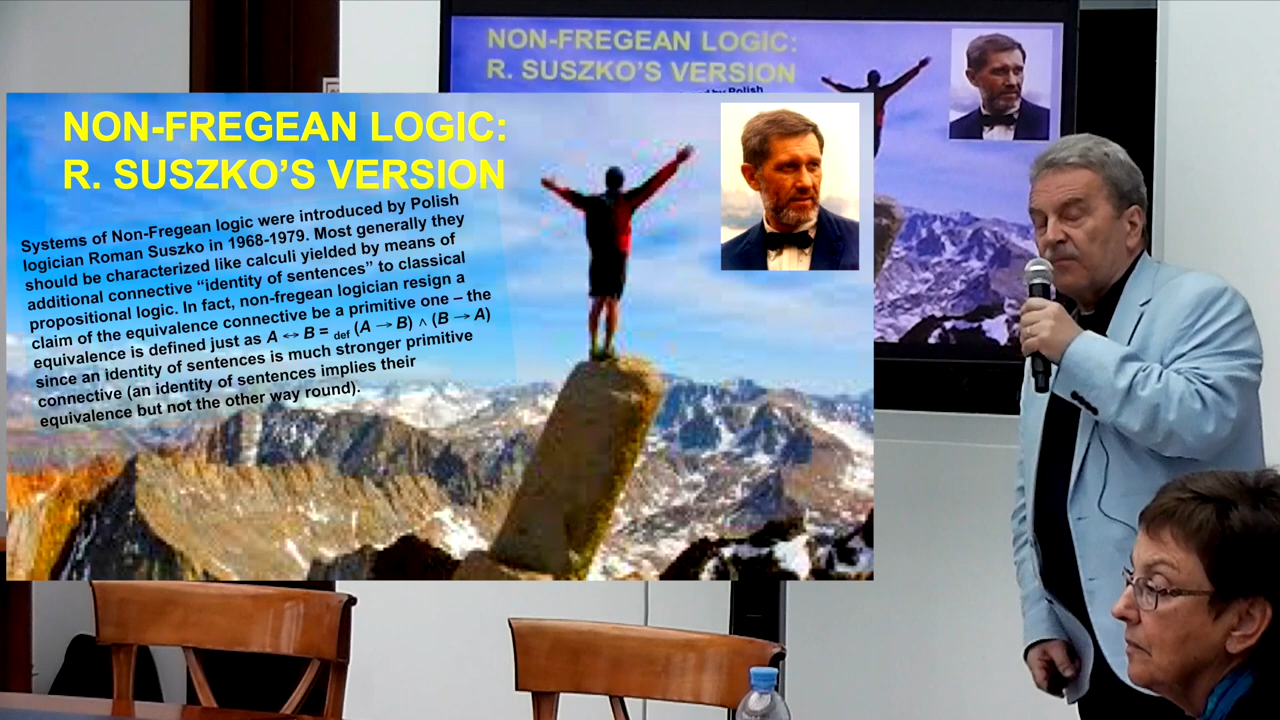 NON-FREGEAN LOGIC:
R. SUSZKO'S VERSION
by Polish
NON-FREGEAN LOGIC:
R. SUSZKO'S VERSION
Systems of Non-Fregean logic were introduced by Polish
logician Roman Suszko in 1968-1979. Most generally they
should be characterized like calculi yielded by means of
additional connective “identity of sentences” to classical
propositional logic. In fact, non-fregean logician resign a
claim of the equivalence connective be a primitive one – the
equivalence is defined just as A ↔ B = def (A → B) ∧ (B → A)
since an identity of sentences is much stronger primitive
connective (an identity of sentences implies their
equivalence but not the other way round).